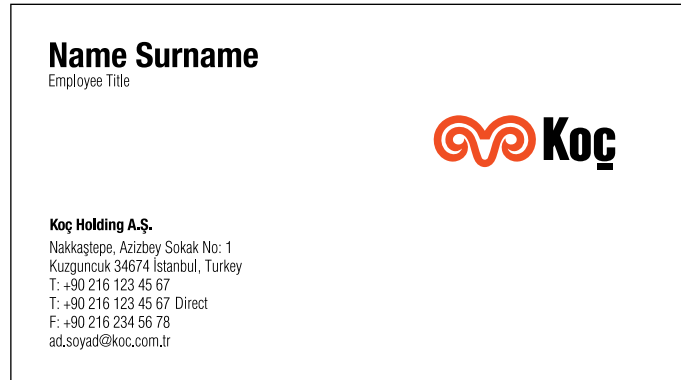 Name Surname
Employee Title
Koç
Koç Holding A.Ş.
Nakkaştepe, Azizbey Sokak No: 1
Kuzguncuk 34674 İstanbul, Turkey
T: +90 216 123 45 67
T: +90 216 123 45 67 Direct
F: +90 216 234 56 78
ad.soyad@koc.com.tr